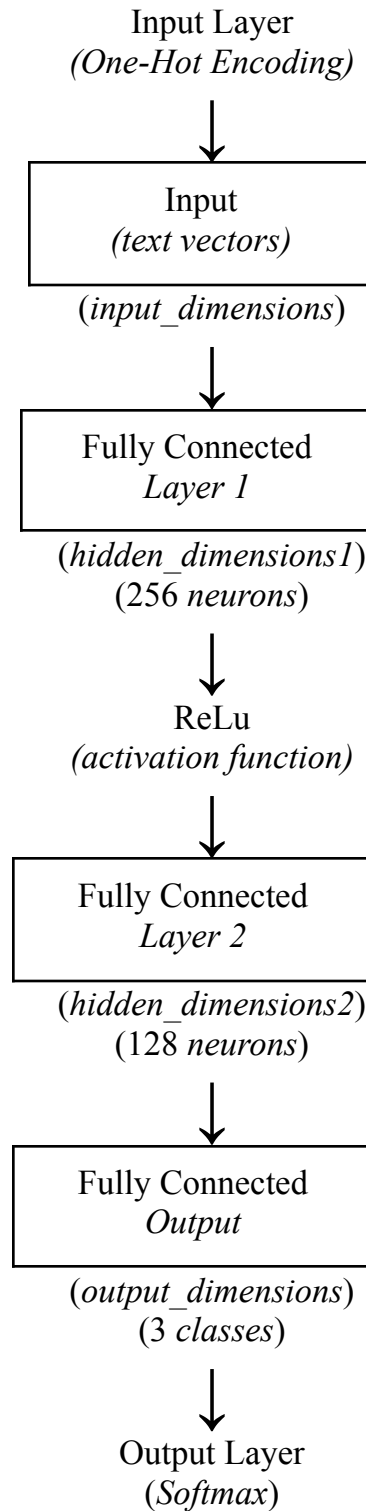 Input Layer
(One-Hot Encoding)
Input
(text vectors)
(input_dimensions)
Fully Connected
Layer 1
(hidden_dimensions1)
(256 neurons)
ReLu
(activation function)
Fully Connected
Layer 2
(hidden_dimensions2)
(128 neurons)
Fully Connected
Output
(output_dimensions)
(3 classes)
Output Layer
(Softmax)